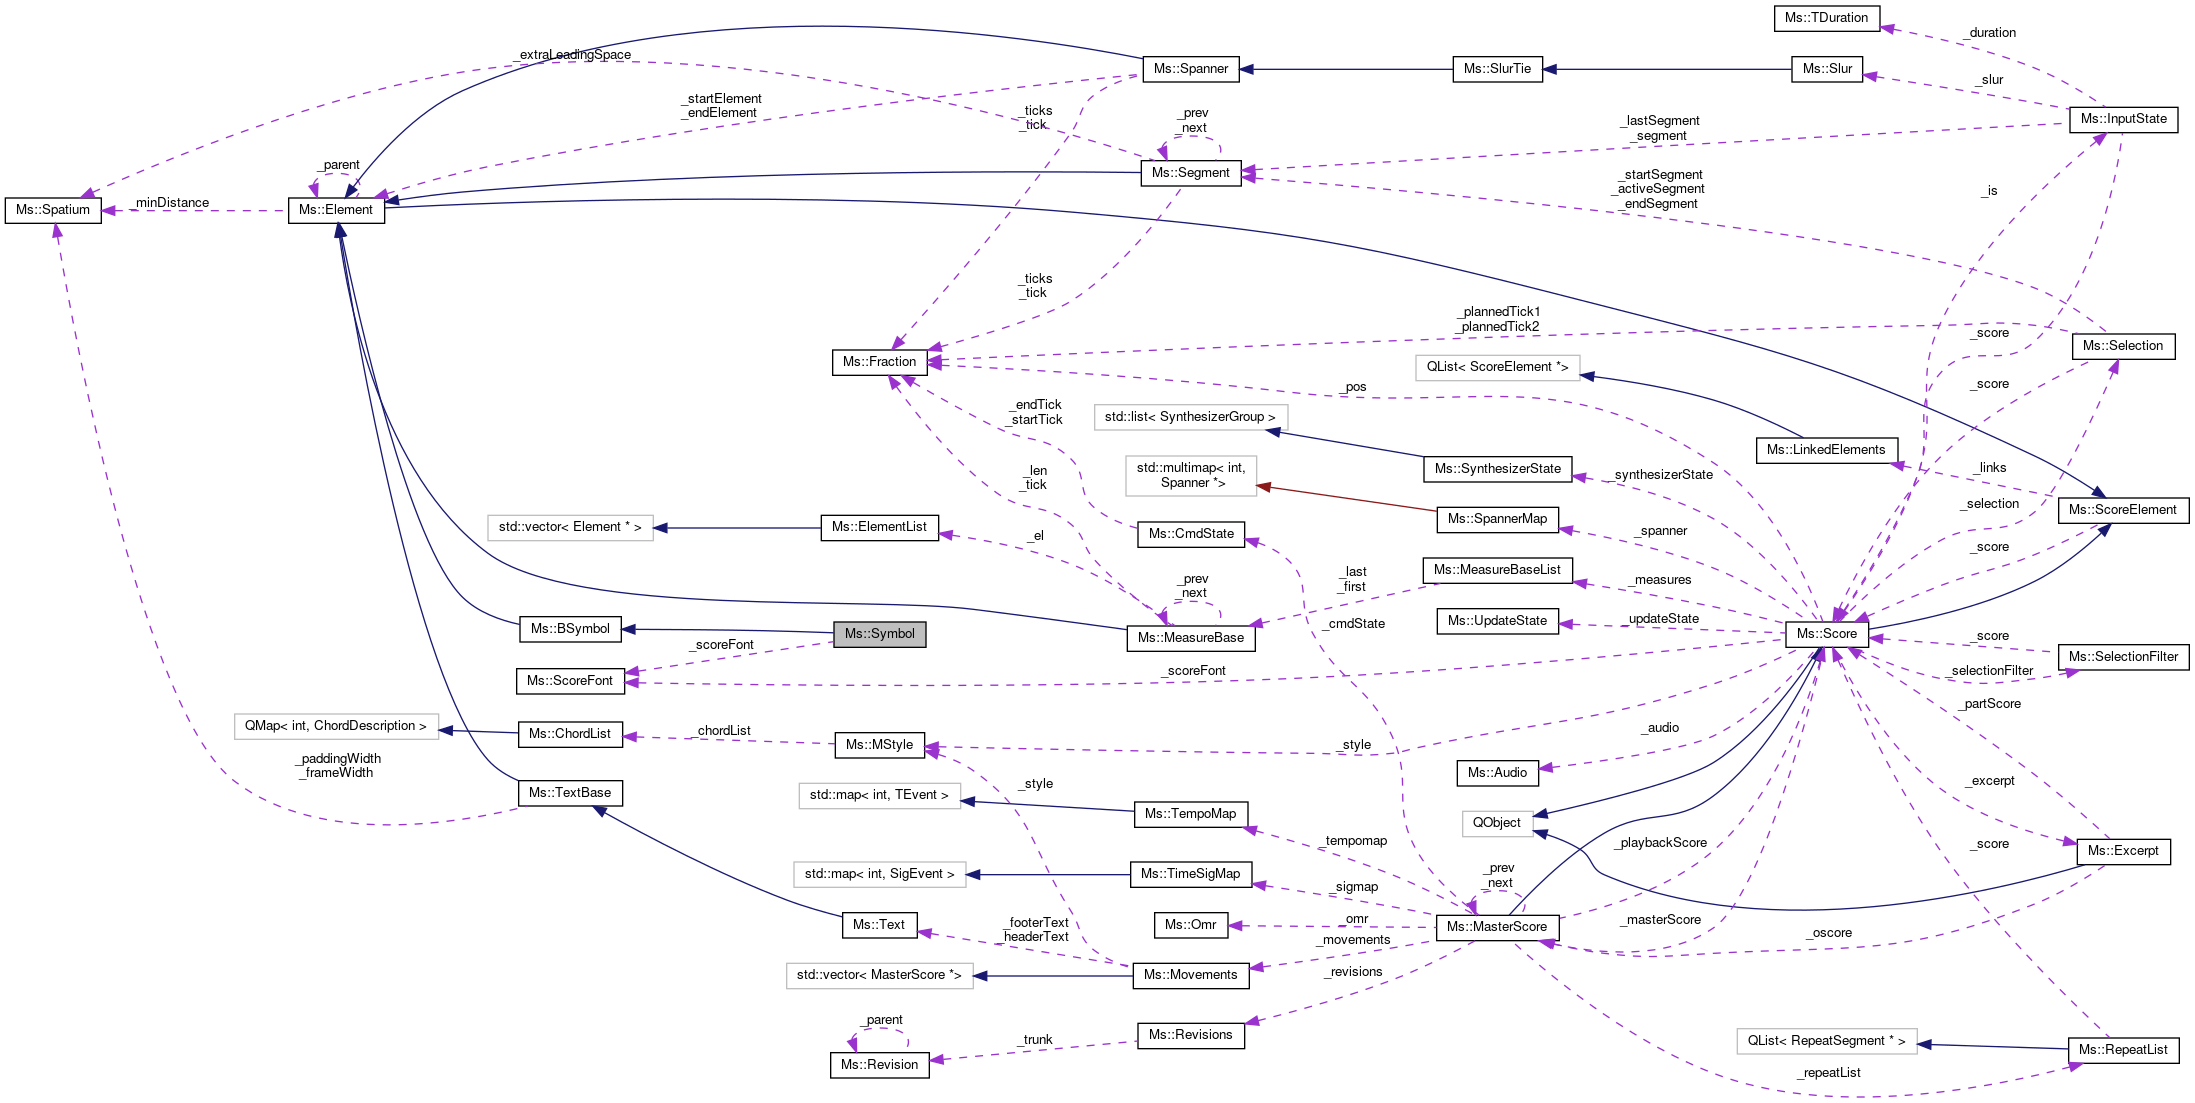 Ms::TDuration
_duration
_extraLeadingSpace
Ms::Spanner
Ms::SlurTie
Ms::Slur
_slur
_startElement
_endElement
_ticks
_tick
_prev
_next
_lastSegment
_segment
Ms::InputState
_parent
Ms::Segment
_startSegment
_activeSegment
_endSegment
_is
Ms::Spatium
_minDistance
Ms::Element
_ticks
_tick
_plannedTick1
_plannedTick2
_score
Ms::Selection
Ms::Fraction
QList< ScoreElement *>
_pos
_score
_endTick
_startTick
std::list< SynthesizerGroup >
Ms::LinkedElements
_links
_len
_tick
std::multimap< int,
Spanner *>
Ms::SynthesizerState
_synthesizerState
_selection
Ms::ScoreElement
std::vector< Element * >
Ms::ElementList
_el
Ms::CmdState
Ms::SpannerMap
_spanner
_score
_prev
_next
_last
_first
Ms::MeasureBaseList
_measures
Ms::BSymbol
Ms::Symbol
Ms::MeasureBase
_cmdState
Ms::UpdateState
_updateState
Ms::Score
_score
Ms::SelectionFilter
_scoreFont
Ms::ScoreFont
_scoreFont
_selectionFilter
_partScore
QMap< int, ChordDescription >
Ms::ChordList
_chordList
Ms::MStyle
_style
_audio
_paddingWidth
_frameWidth
Ms::TextBase
_style
Ms::Audio
_excerpt
std::map< int, TEvent >
Ms::TempoMap
_tempomap
QObject
_playbackScore
_score
Ms::Excerpt
std::map< int, SigEvent >
Ms::TimeSigMap
_sigmap
_prev
_next
Ms::Text
_footerText
_headerText
Ms::Omr
_omr
Ms::MasterScore
_masterScore
_oscore
_movements
std::vector< MasterScore *>
Ms::Movements
_revisions
_parent
Ms::Revision
_trunk
Ms::Revisions
QList< RepeatSegment * >
Ms::RepeatList
_repeatList